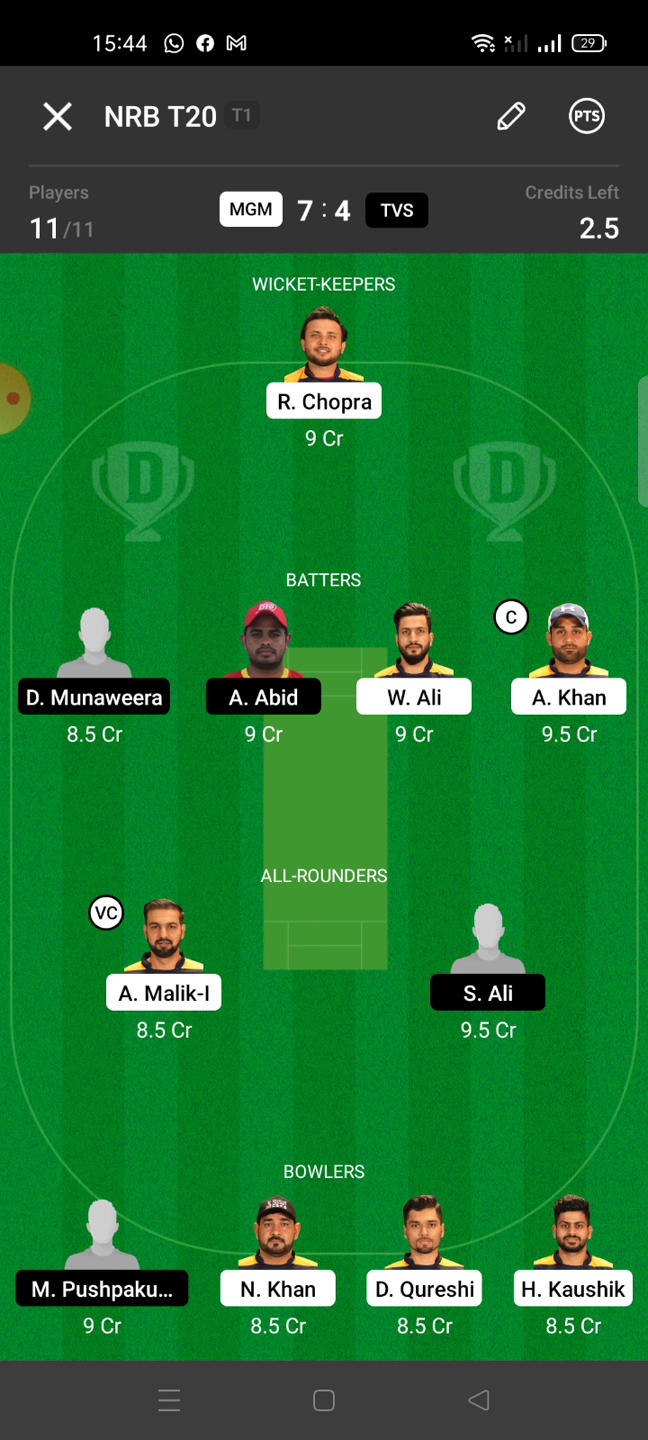 15:44
29
NRB T20 T1
PTS
Players
Credits Left
11/11
MGM 7 : 4 TVS
2.5
WICKET-KEEPERS
R. Chopra
9 Cr
D D
BATTERS
C
D. Munaweera A. Abid W. Ali A. Khan
8.5 Cr 9 Cr 9 Cr 9.5 Cr
ALL-ROUNDERS
VC
A. Malik-I S. Ali
8.5 Cr 9.5 Cr
BOWLERS
M. Pushpaku... N. Khan D. Qureshi H. Kaushik
9 Cr 8.5 Cr 8.5 Cr 8.5 Cr